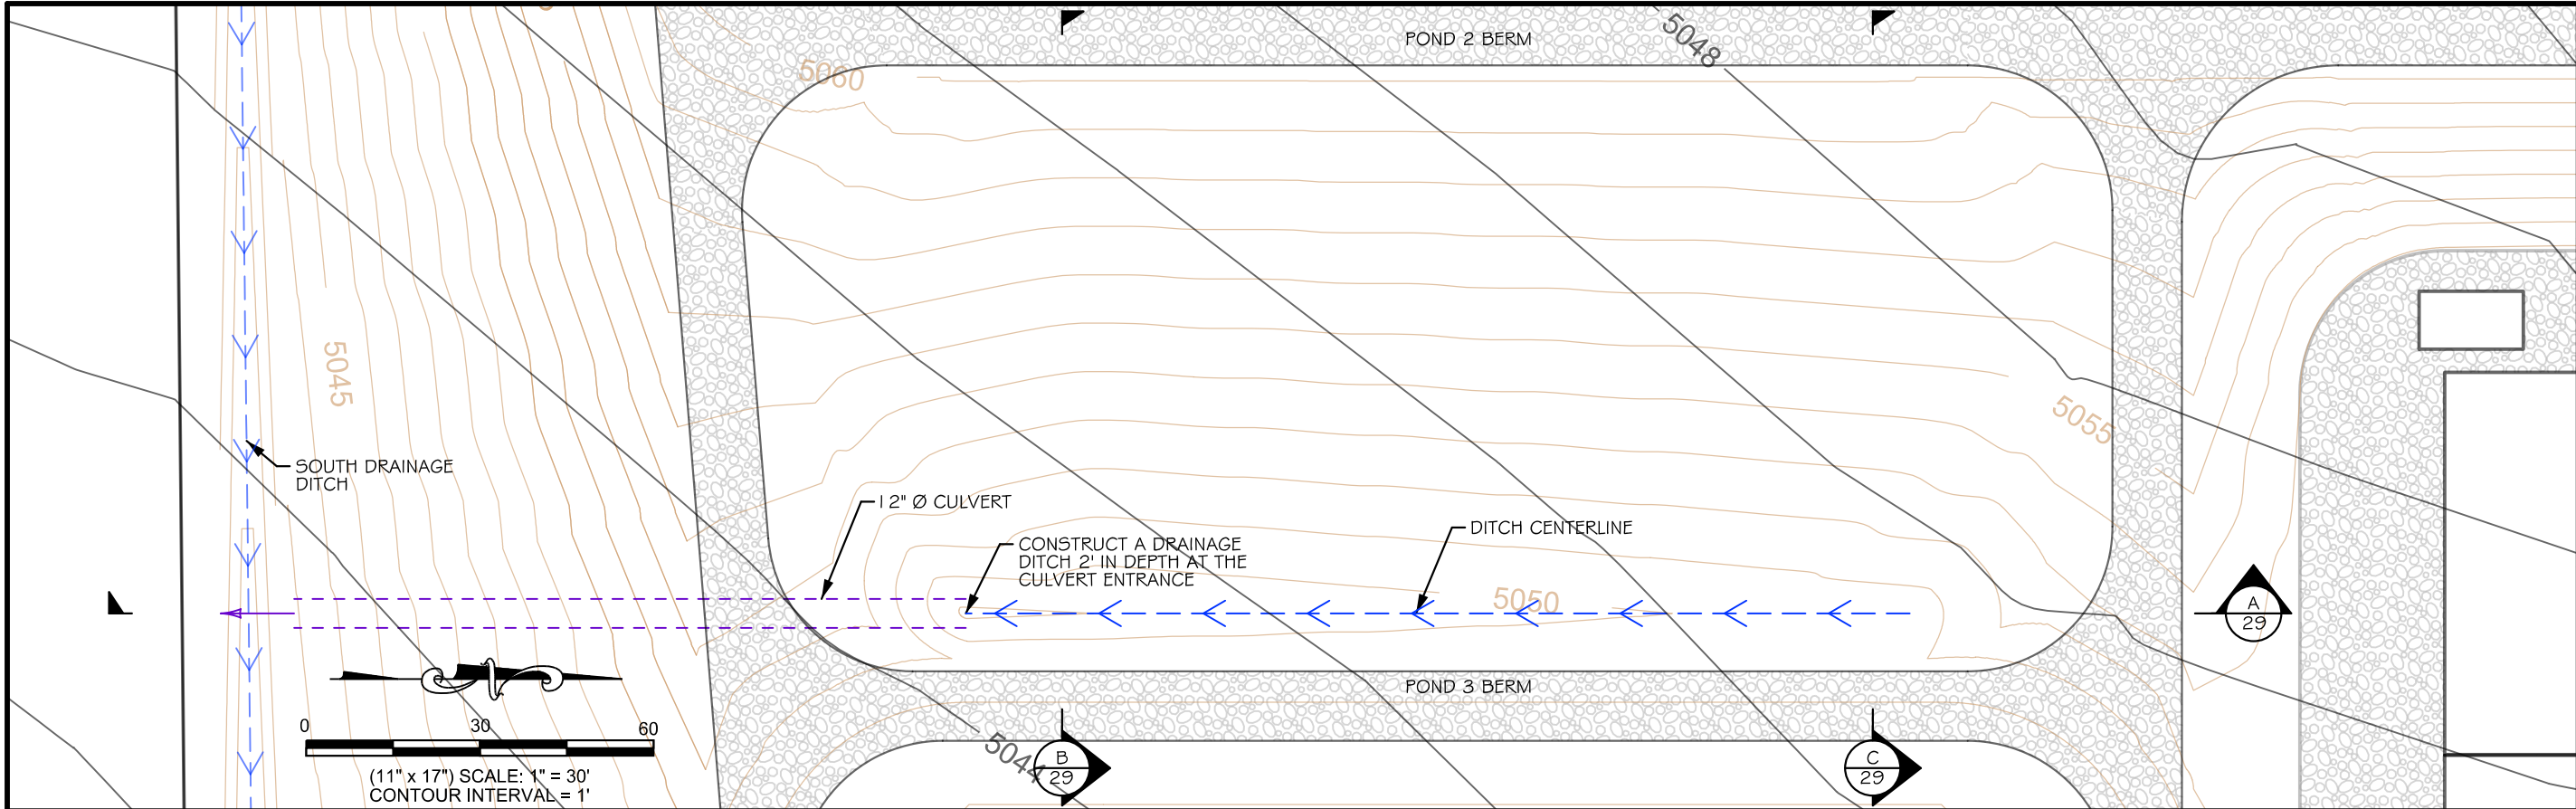 POND 2 BERM
5048
5060
5045
5055
SOUTH DRAINAGE
DITCH
12" Ø CULVERT
CONSTRUCT A DRAINAGE
DITCH 2' IN DEPTH AT THE
CULVERT ENTRANCE
DITCH CENTERLINE
5050
A
29
POND 3 BERM
N
0 30 60
(11" x 17") SCALE: 1" = 30'
CONTOUR INTERVAL = 1'
5044
B
29
C
29